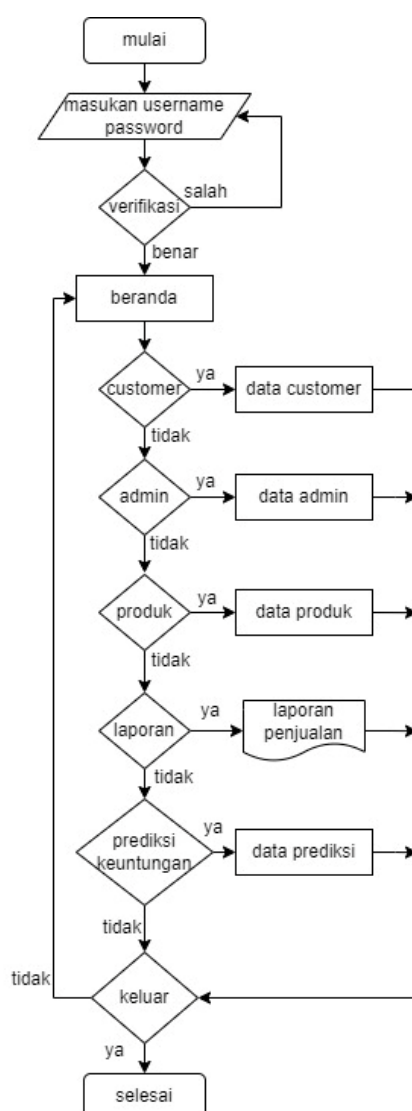 mulai
masukan username
password
salah
verifikasi
benar
beranda
customer
ya
data customer
tidak
admin
ya
data admin
tidak
produk
ya
data produk
tidak
laporan
ya
laporan
penjualan
tidak
prediksi
keuntungan
ya
data prediksi
tidak
tidak
keluar
ya
selesai